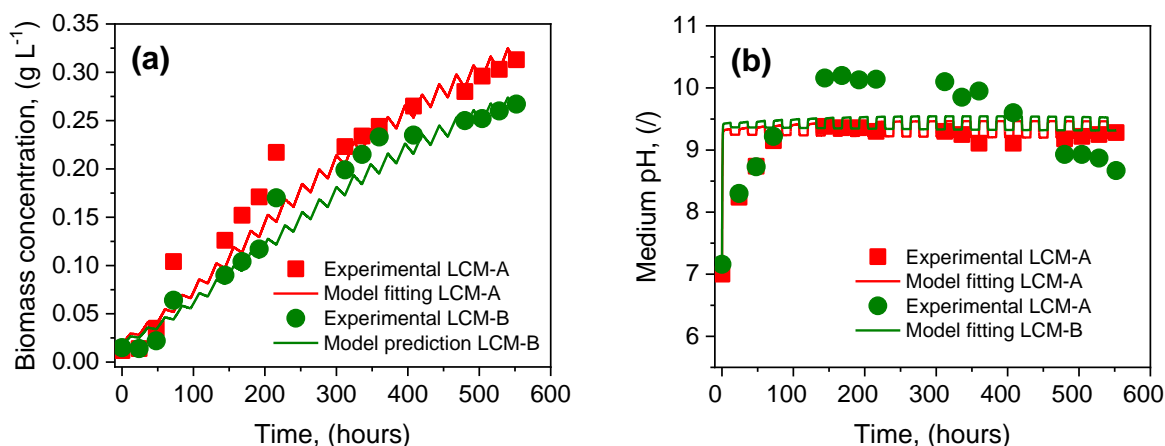 (a)
Biomass concentration, (g L-1)
0.35
0.30
0.25
0.20
0.15
0.10
0.05
0.00
Experimental LCM-A
Model fitting LCM-A
Experimental LCM-B
Model prediction LCM-B
0 100 200 300 400 500 600
Time, (hours)
(b)
Medium pH, (/)
11
10
9
8
7
6
Experimental LCM-A
Model fitting LCM-A
Experimental LCM-A
Model fitting LCM-B
0 100 200 300 400 500 600
Time, (hours)